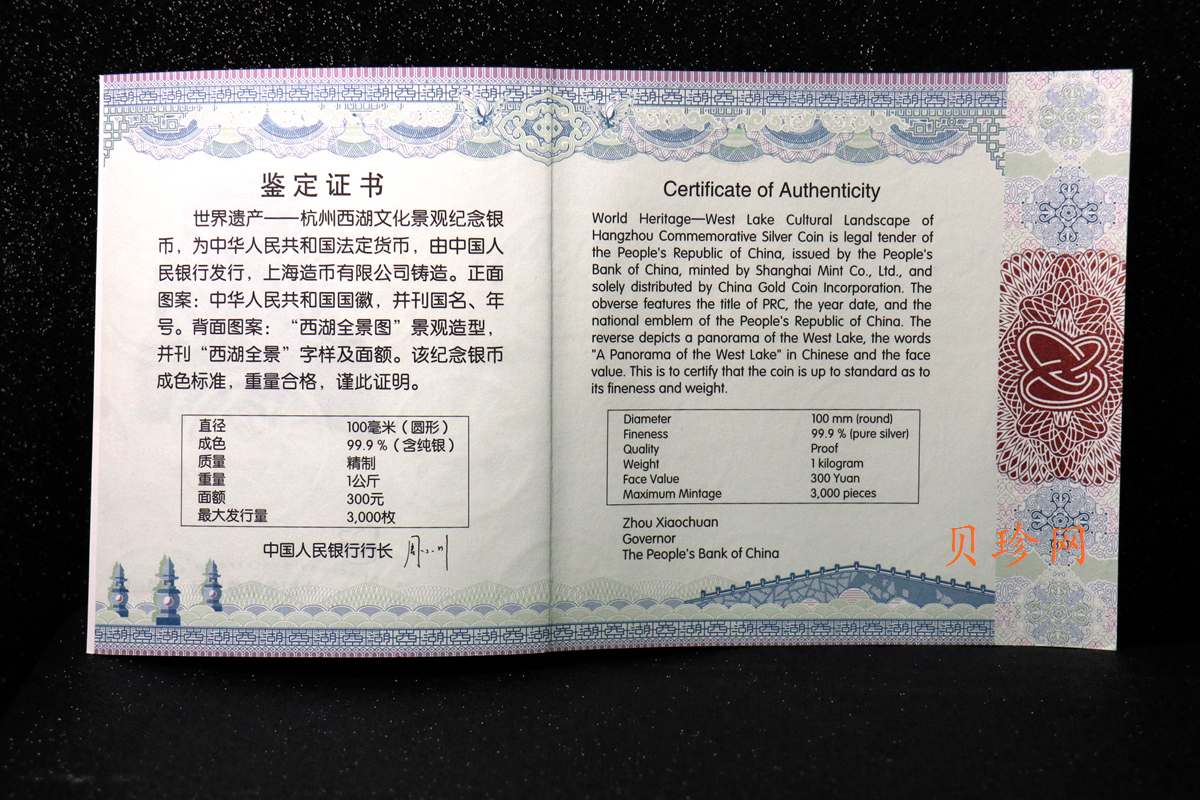 鉴定证书
世界遗产——杭州西湖文化景观纪念银
币，为中华人民共和国法定货币，由中国人
民银行发行，上海造币有限公司铸造。正面
图案：中华人民共和国国徽，并刊国名、年
号。背面图案：“西湖全景图”景观造型，
并刊“西湖全景”字样及面额。该纪念银币
成色标准，重量合格，谨此证明。
直径 100毫米（圆形）
成色 99.9％（含纯银）
质量 精制
重量 1公斤
面额 300元
最大发行量 3,000枚
中国人民银行行长
Certificate of Authenticity
World Heritage—West Lake Cultural Landscape of
Hangzhou Commemorative Silver Coin is legal tender of
the People's Republic of China, issued by the People's
Bank of China, minted by Shanghai Mint Co., Ltd., and
solely distributed by China Gold Coin Incorporation. The
obverse features the title of PRC, the year date, and the
national emblem of the People's Republic of China. The
reverse depicts a panorama of the West Lake, the words
"A Panorama of the West Lake" in Chinese and the face
value. This is to certify that the coin is up to standard as to
its fineness and weight.
Diameter 100 mm (round)
Fineness 99.9 % (pure silver)
Quality Proof
Weight 1 kilogram
Face Value 300 Yuan
Maximum Mintage 3,000 pieces
Zhou Xiaochuan
Governor
The People's Bank of China
贝珍网